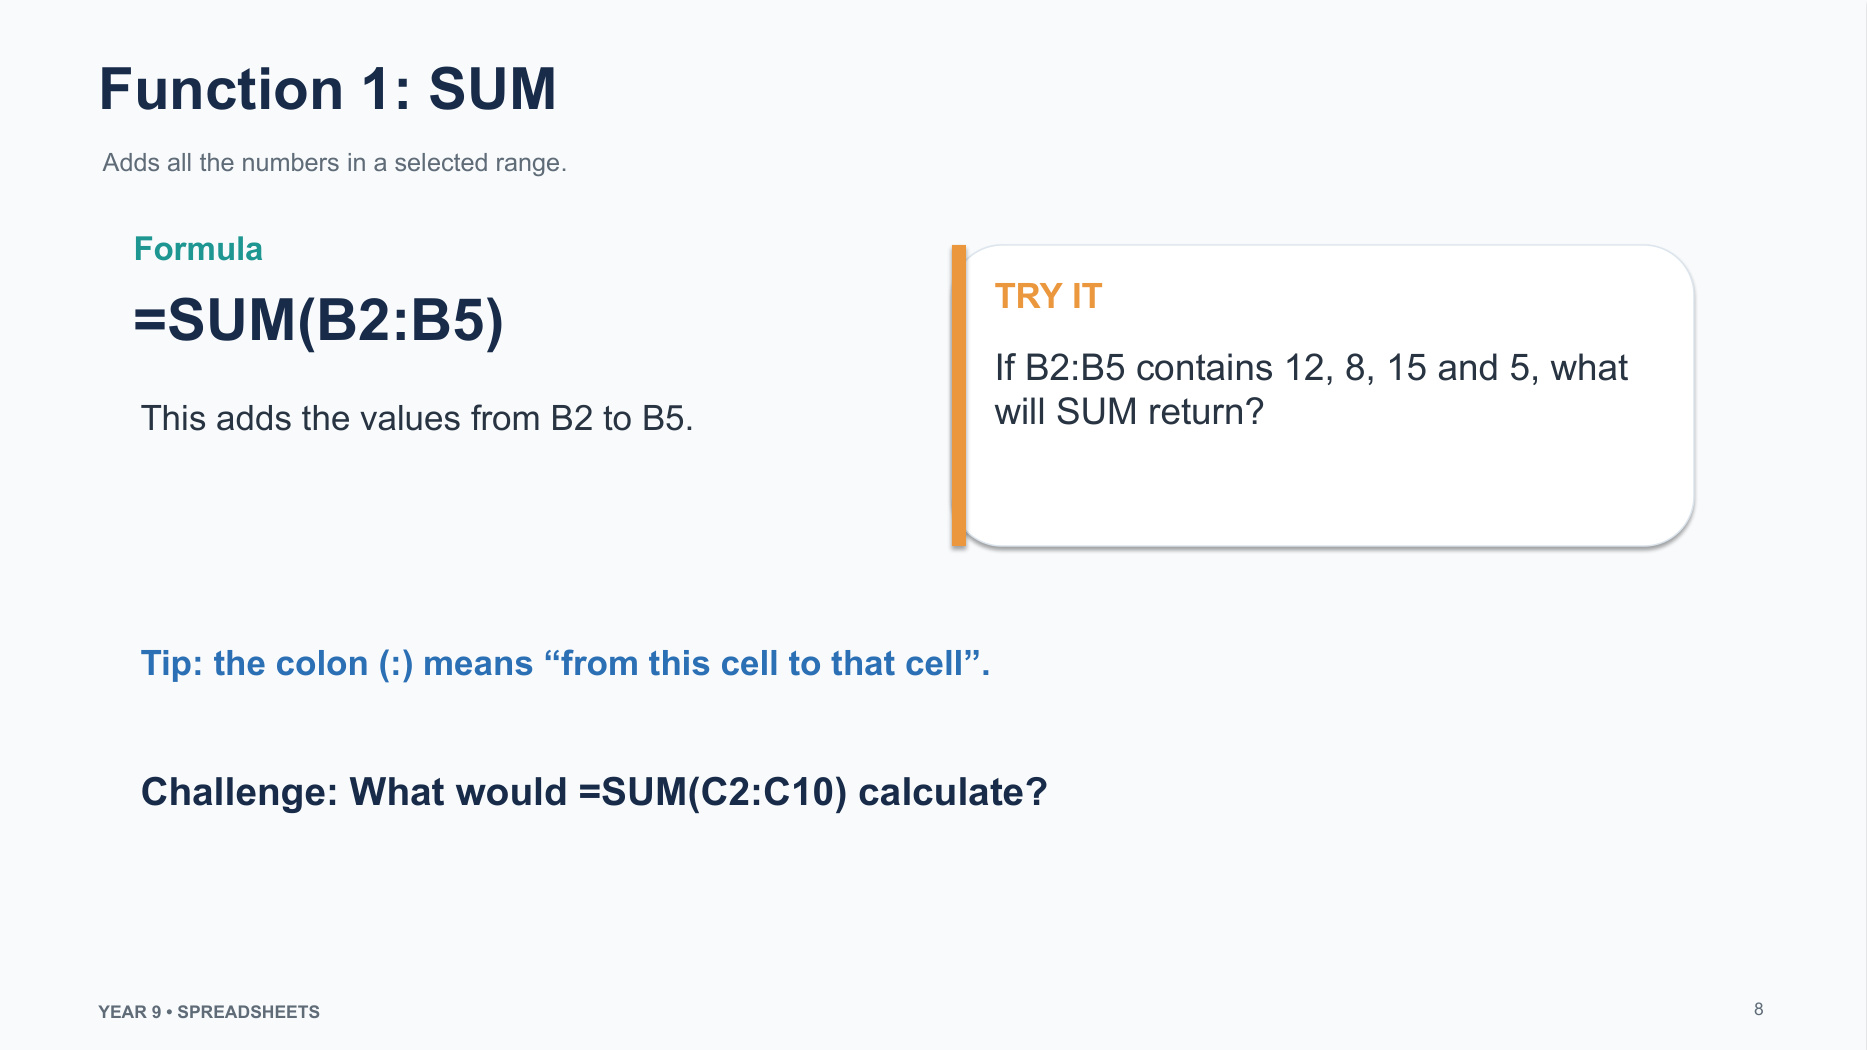 Function 1: SUM
Adds all the numbers in a selected range.
Formula
=SUM(B2:B5)
This adds the values from B2 to B5.
TRY IT
If B2:B5 contains 12, 8, 15 and 5, what
will SUM return?
Tip: the colon (:) means “from this cell to that cell”.
Challenge: What would =SUM(C2:C10) calculate?
YEAR 9 • SPREADSHEETS
8